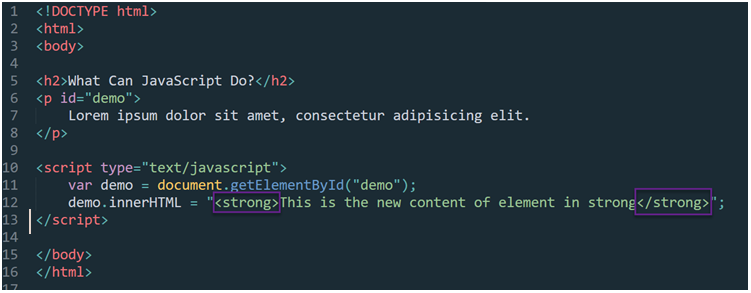 1 <!DOCTYPE html>
2 <html>
3 <body>
4
5 <h2>What Can JavaScript Do?</h2>
6 <p id="demo">
7 Lorem ipsum dolor sit amet, consectetur adipisicing elit.
8 </p>
9
10 <script type="text/javascript">
11 var demo = document.getElementById("demo");
12 demo.innerHTML = "<strong>This is the new content of element in strong</strong>";
13 </script>
14
15 </body>
16 </html>
17